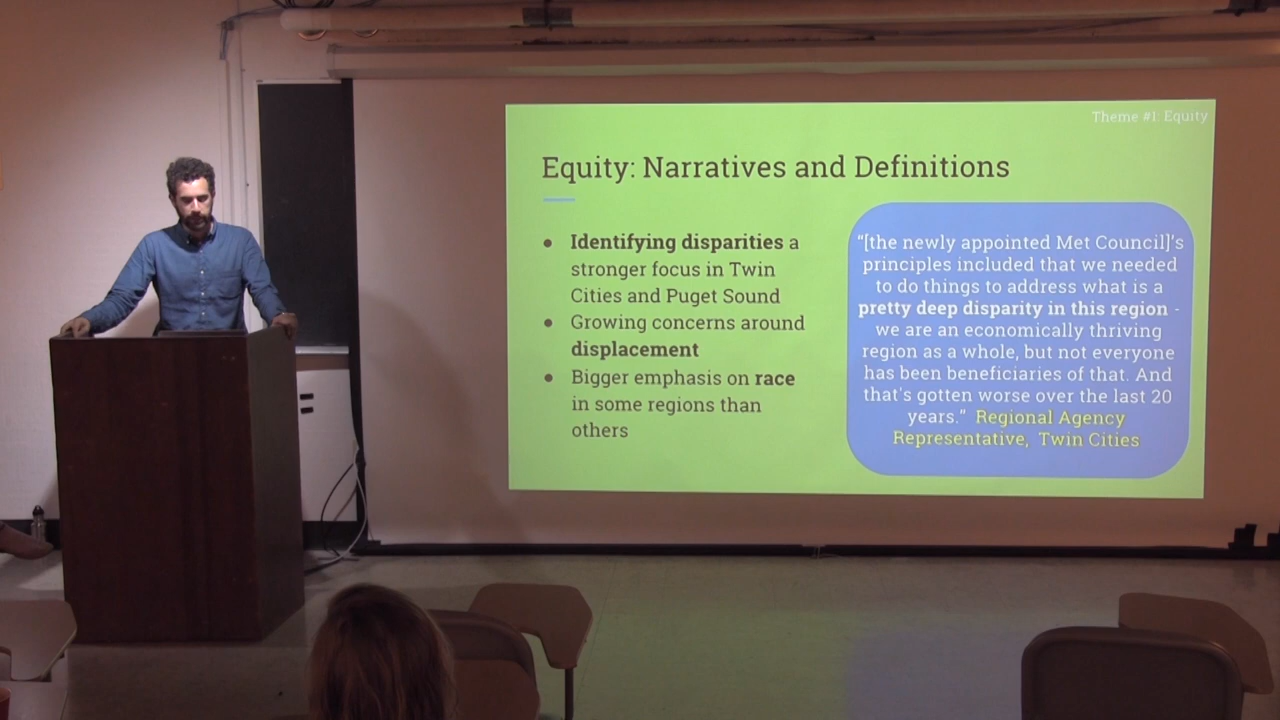 Theme #1: Equity
Equity: Narratives and Definitions
● Identifying disparities a
stronger focus in Twin
Cities and Puget Sound
● Growing concerns around
displacement
● Bigger emphasis on race
in some regions than
others
“[the newly appointed Met Council]'s
principles included that we needed
to do things to address what is a
pretty deep disparity in this region -
we are an economically thriving
region as a whole, but not everyone
has been beneficiaries of that. And
that's gotten worse over the last 20
years.” Regional Agency
Representative, Twin Cities